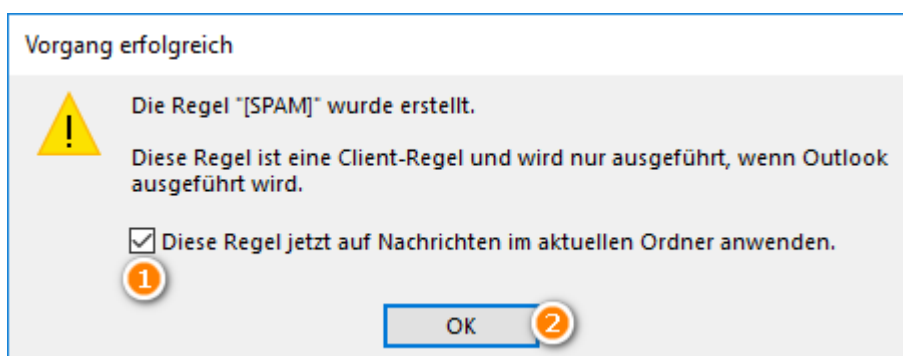 Vorgang erfolgreich
Die Regel "[SPAM]" wurde erstellt.
Diese Regel ist eine Client-Regel und wird nur ausgeführt, wenn Outlook
ausgeführt wird.
Diese Regel jetzt auf Nachrichten im aktuellen Ordner anwenden.
1
OK 2